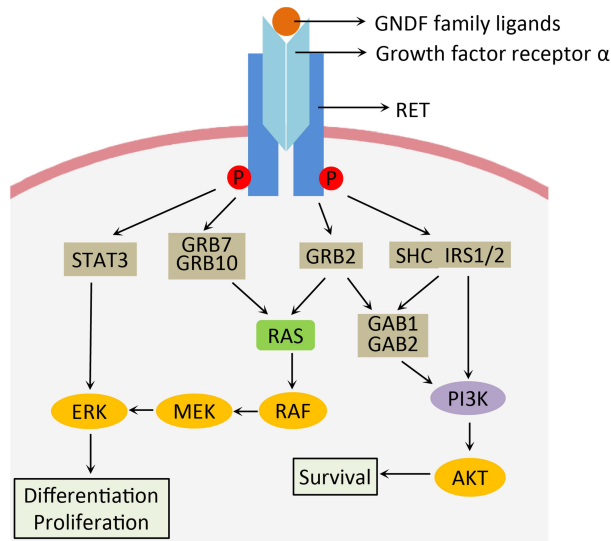 GNDF family ligands
Growth factor receptor α
RET
P
P
STAT3
GRB7
GRB10
GRB2
SHC IRS1/2
RAS
GAB1
GAB2
ERK
MEK
RAF
PI3K
Differentiation
Proliferation
Survival
AKT